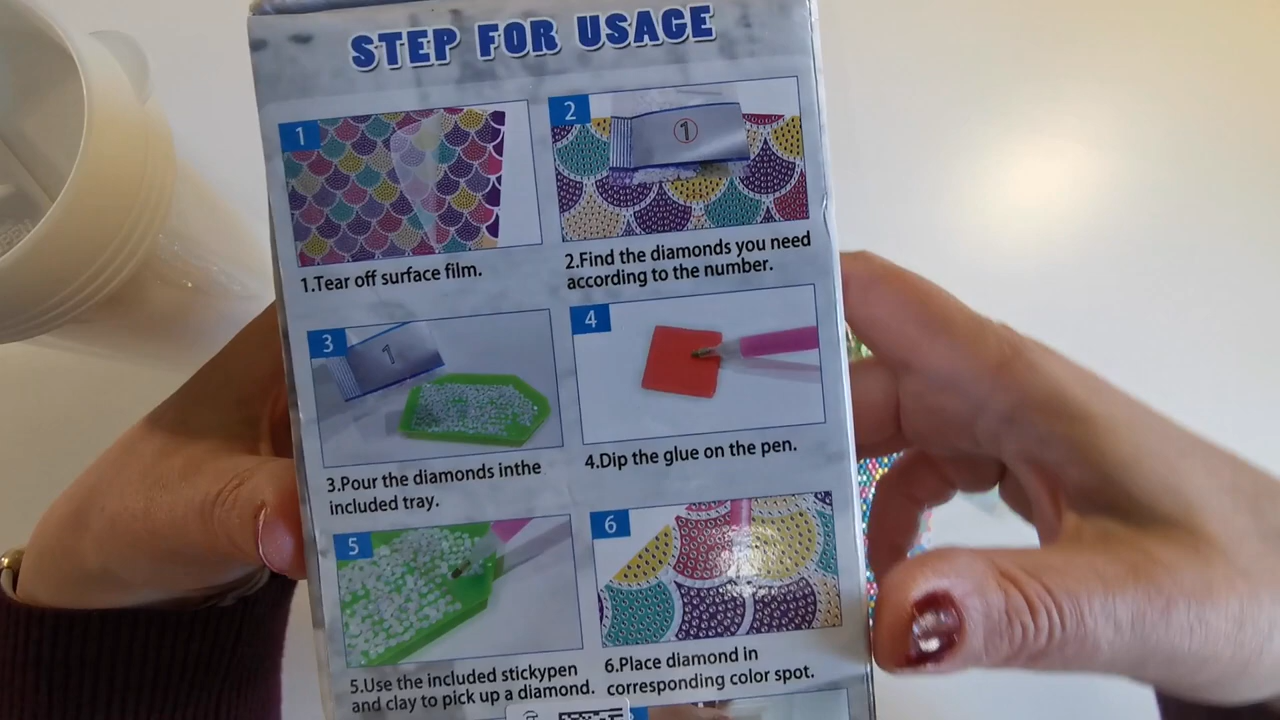 STEP FOR USAGE
1
2
1
1.Tear off surface film.
2.Find the diamonds you need
according to the number.
3
1
4
3.Pour the diamonds inthe
included tray.
4.Dip the glue on the pen.
5
6
5.Use the included stickypen
and clay to pick up a diamond.
6.Place diamond in
corresponding color spot.